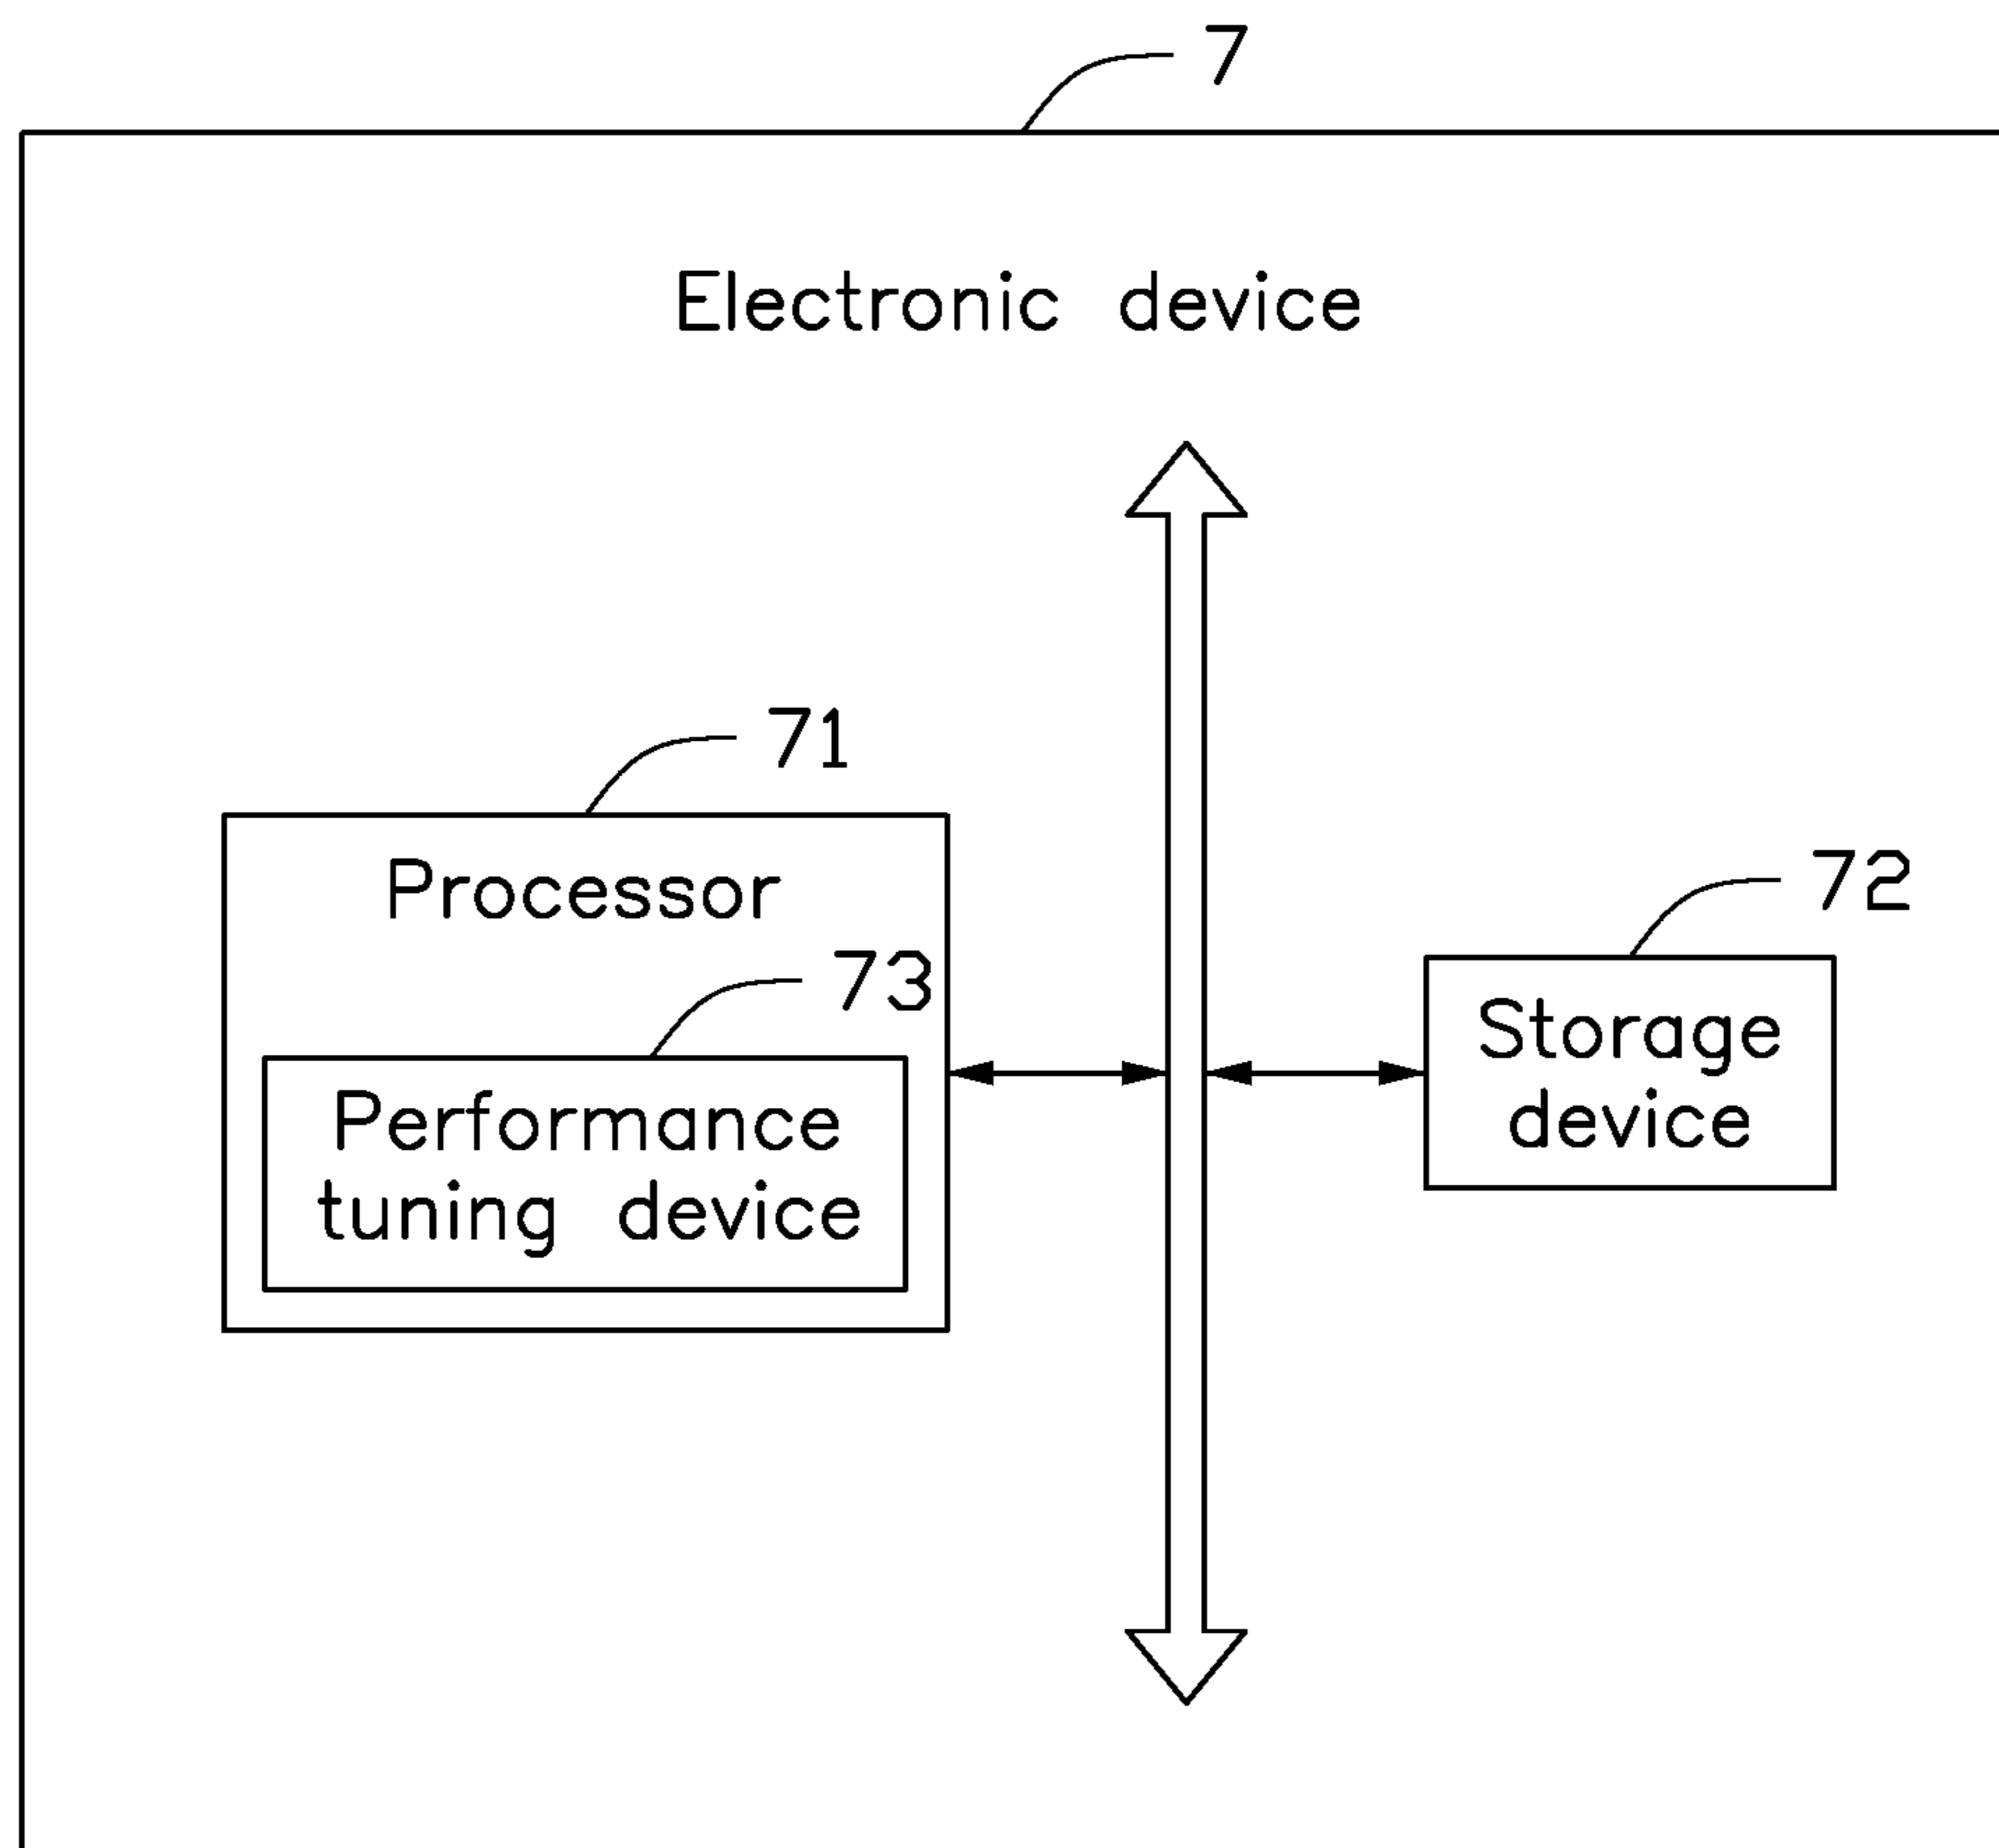 7
Electronic device
71
Processor
72
73
Storage
device
Performance
tuning device